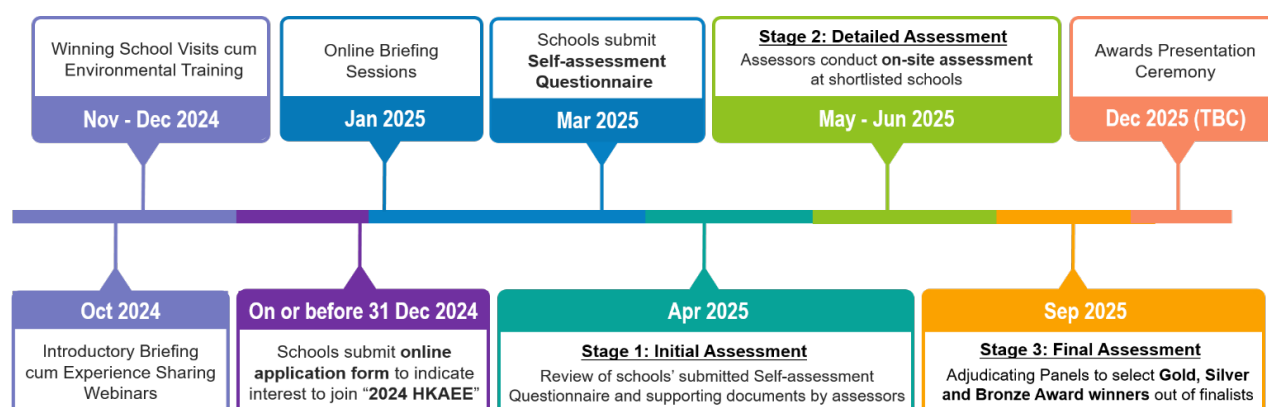 Winning School Visits cum
Environmental Training
Nov - Dec 2024
Online Briefing
Sessions
Jan 2025
Schools submit
Self-assessment
Questionnaire
Mar 2025
Stage 2: Detailed Assessment
Assessors conduct on-site assessment
at shortlisted schools
May - Jun 2025
Awards Presentation
Ceremony
Dec 2025 (TBC)
Oct 2024
Introductory Briefing
cum Experience Sharing
Webinars
On or before 31 Dec 2024
Schools submit online
application form to indicate
interest to join “2024 HKAEE”
Apr 2025
Stage 1: Initial Assessment
Review of schools’ submitted Self-assessment
Questionnaire and supporting documents by assessors
Sep 2025
Stage 3: Final Assessment
Adjudicating Panels to select Gold, Silver
and Bronze Award winners out of finalists